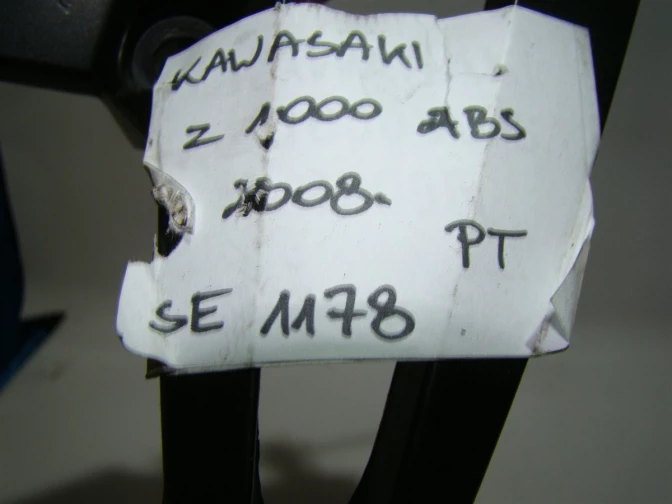 KAWASAKI
Z 1000 ABS
2008.
PT
SE 1178